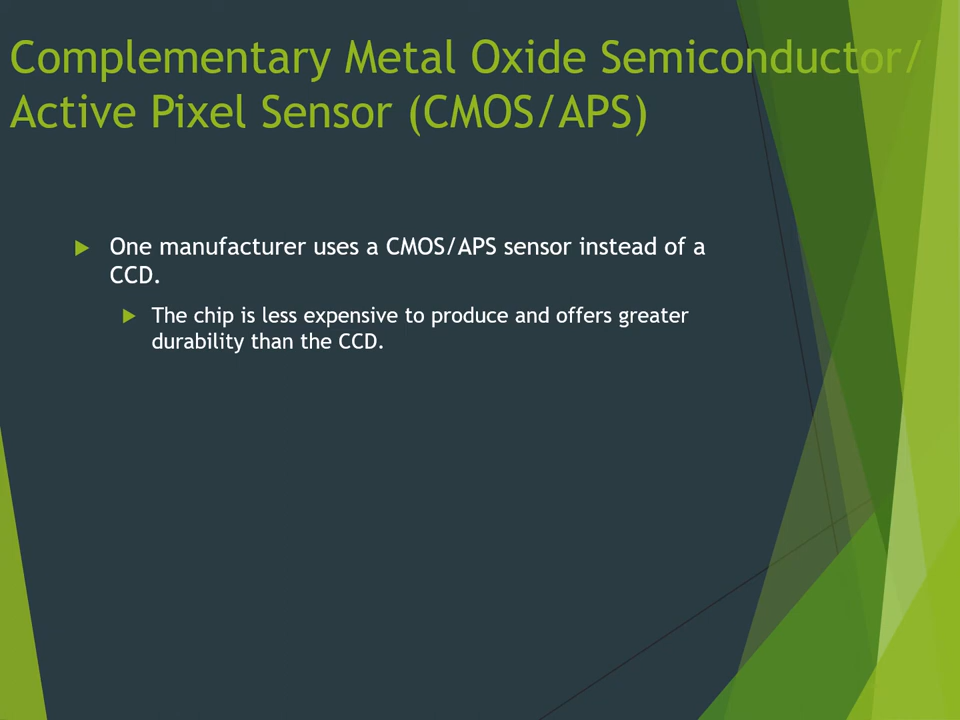 Complementary Metal Oxide Semiconductor/
Active Pixel Sensor (CMOS/APS)
One manufacturer uses a CMOS/APS sensor instead of a
CCD.
The chip is less expensive to produce and offers greater
durability than the CCD.